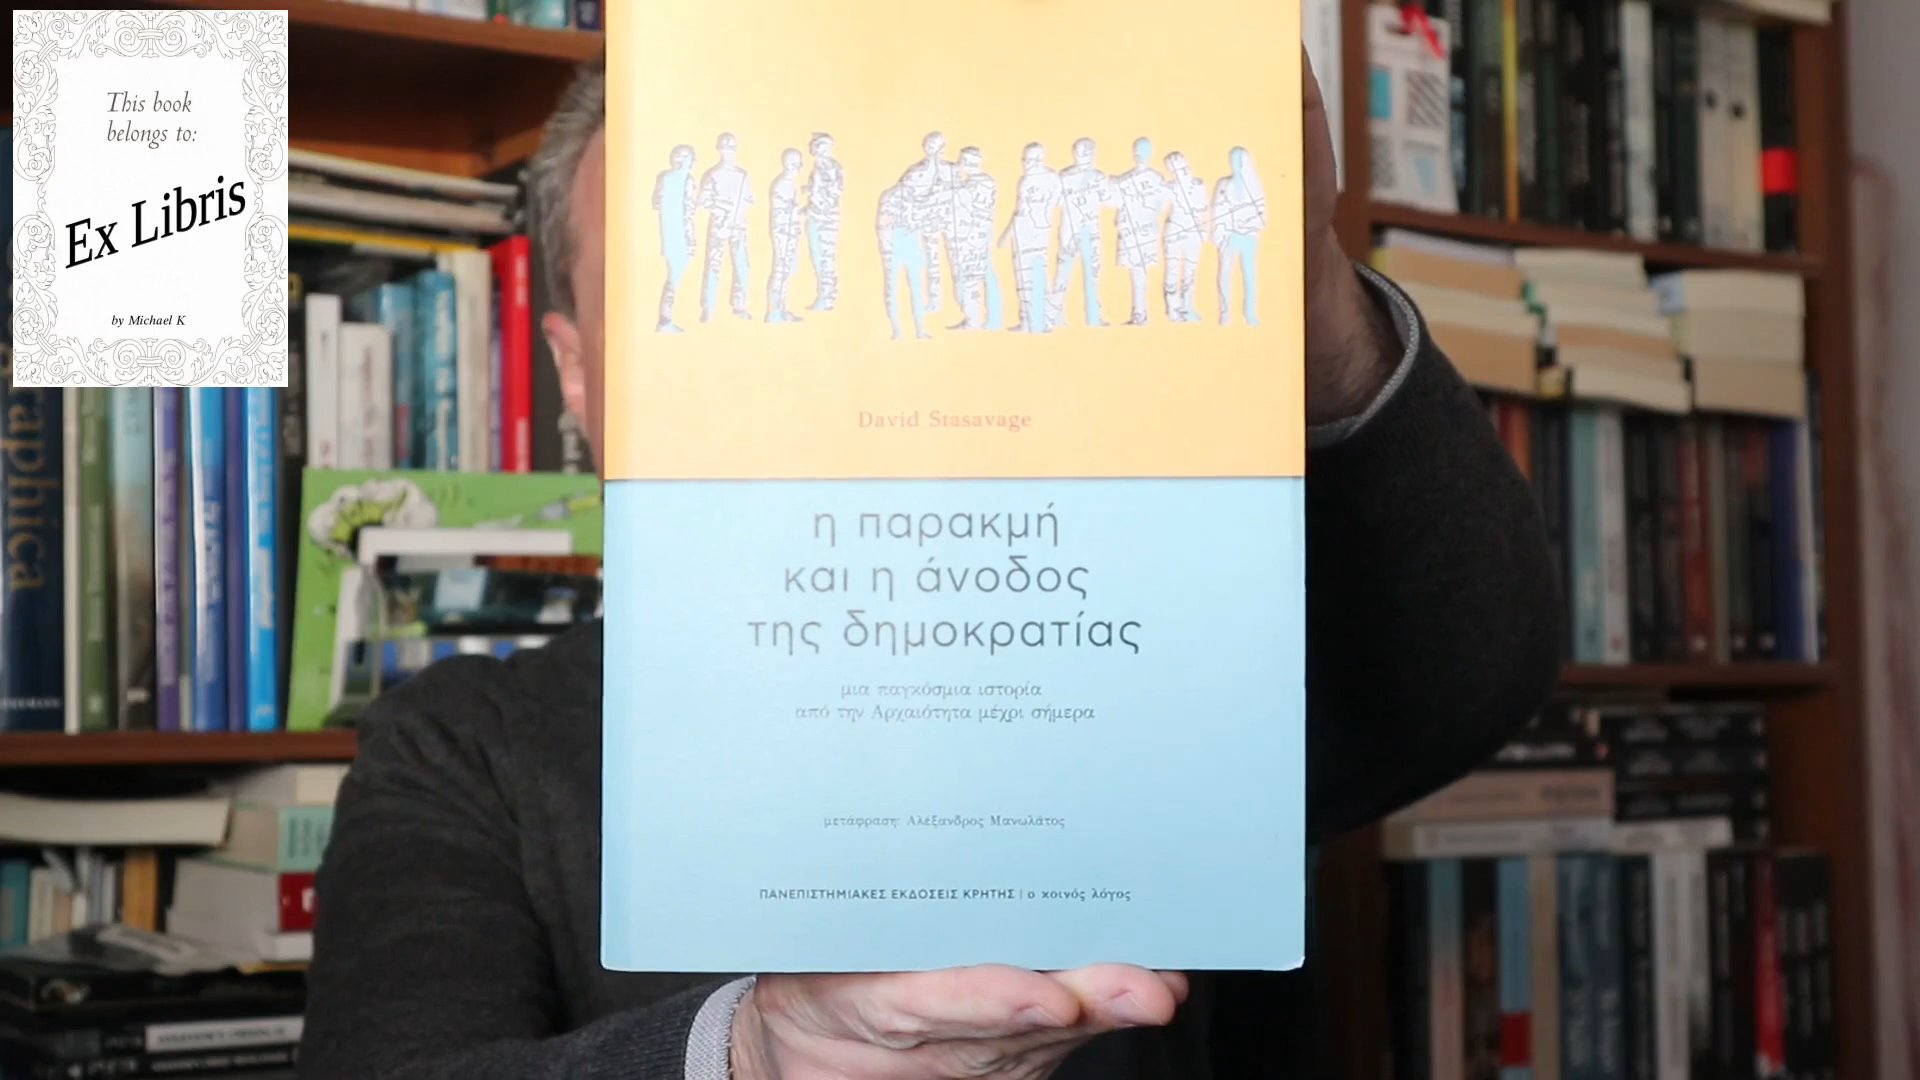 This book
belongs to:
Ex Libris
by Michael K
David Stasavage
η παρακμή
και η άνοδος
της δημοκρατίας
μια παγκόσμια ιστορία
από την Αρχαιότητα μέχρι σήμερα
μετάφραση: Αλέξανδρος Μανωλάτος
ΠΑΝΕΠΙΣΤΗΜΙΑΚΕΣ ΕΚΔΟΣΕΙΣ ΚΡΗΤΗΣ | ο κοινός λόγος